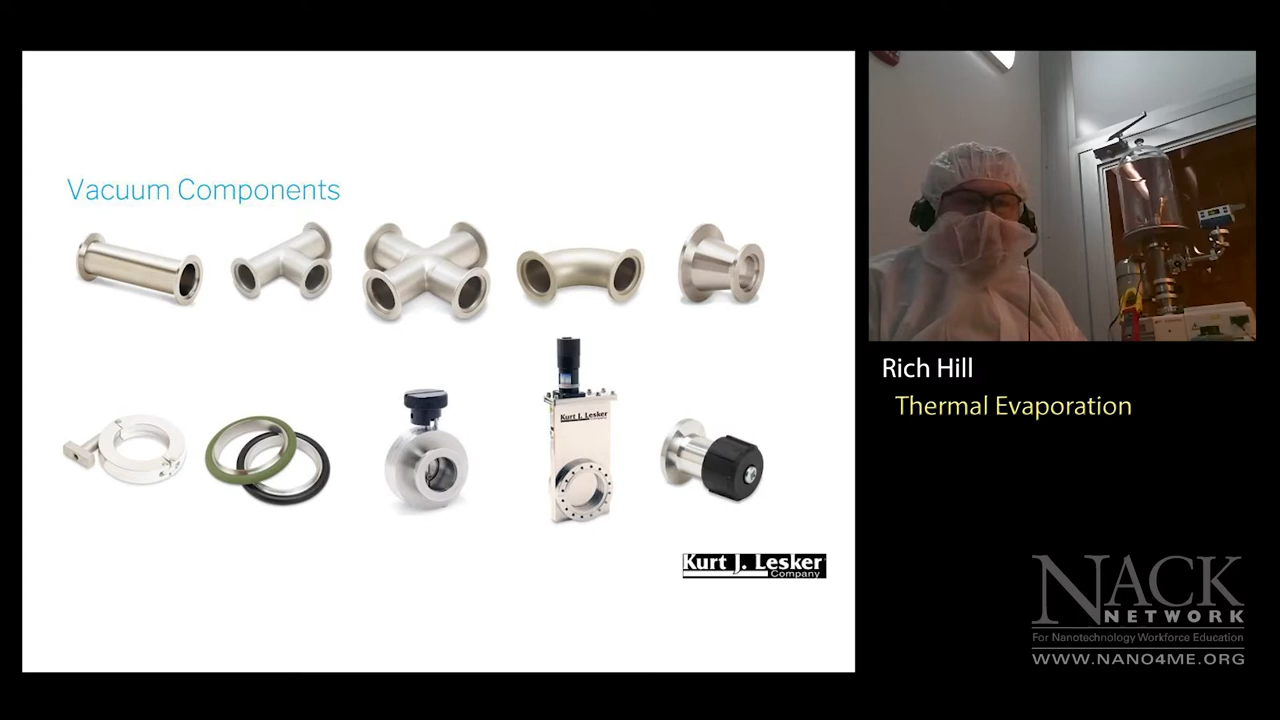 Vacuum Components
Kurt J. Lesker
Company
Kurt J. Lesker
Company
Rich Hill
Thermal Evaporation
NACK
NETWORK
For Nanotechnology Workforce Education
WWW.NANO4ME.ORG